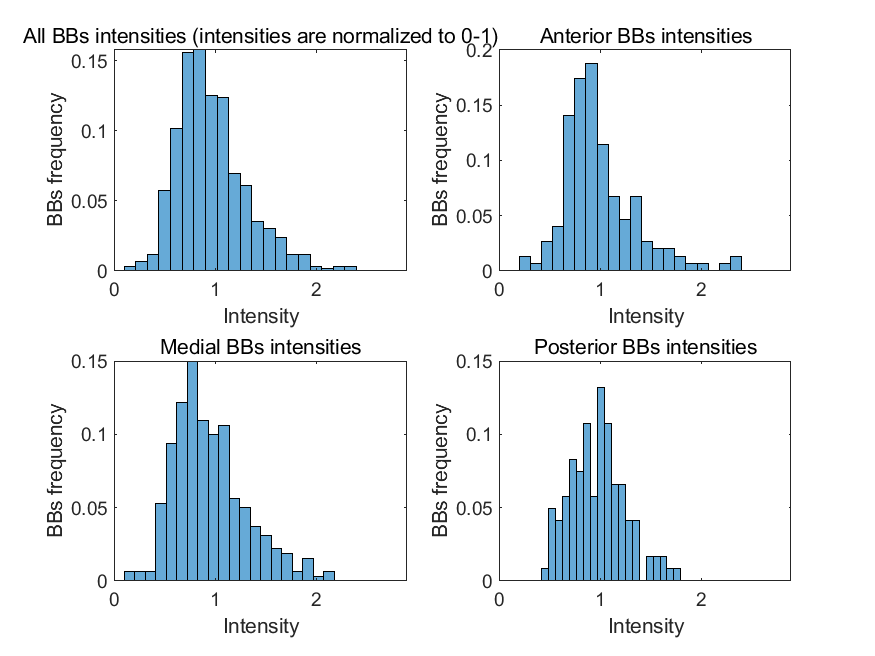 All BBs intensities (intensities are normalized to 0-1)
0.15
0.1
0.05
0
BBs frequency
0 1 2
Intensity
Anterior BBs intensities
0.2
0.15
0.1
0.05
0
BBs frequency
0 1 2
Intensity
Medial BBs intensities
0.15
0.1
0.05
0
BBs frequency
0 1 2
Intensity
Posterior BBs intensities
0.15
0.1
0.05
0
BBs frequency
0 1 2
Intensity